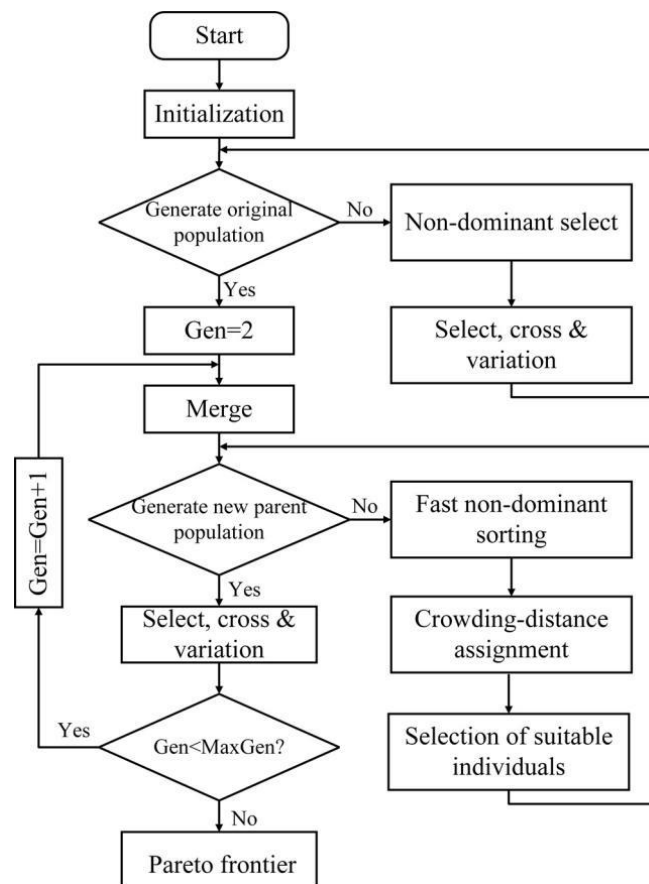 Start
Initialization
Generate original
population
No
Non-dominant select
Yes
Select, cross &
variation
Gen=2
Merge
Gen=Gen+1
Generate new parent
population
No
Fast non-dominant
sorting
Yes
Select, cross &
variation
Crowding-distance
assignment
Yes
Gen<MaxGen?
Selection of suitable
individuals
No
Pareto frontier